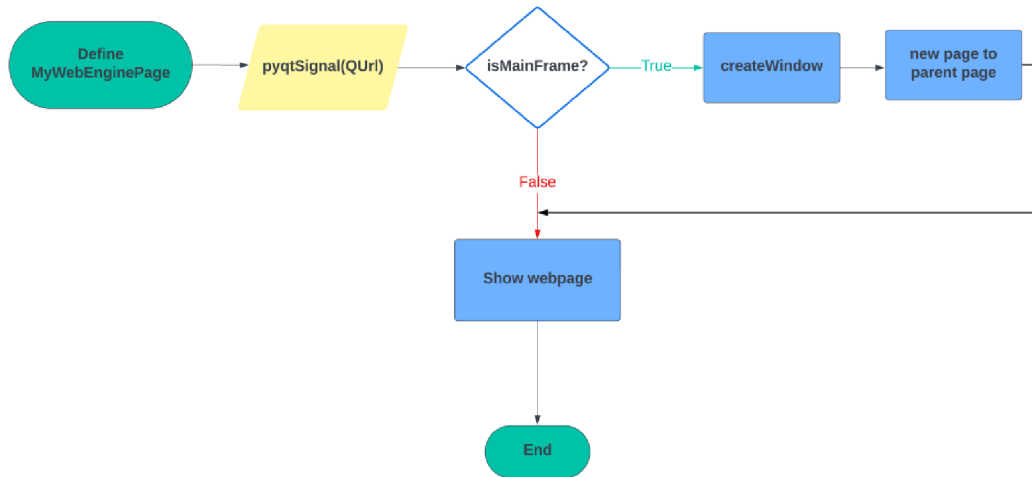 Define
MyWebEnginePage
pyqtSignal(QUrl)
isMainFrame?
True
createWindow
new page to
parent page
False
Show webpage
End